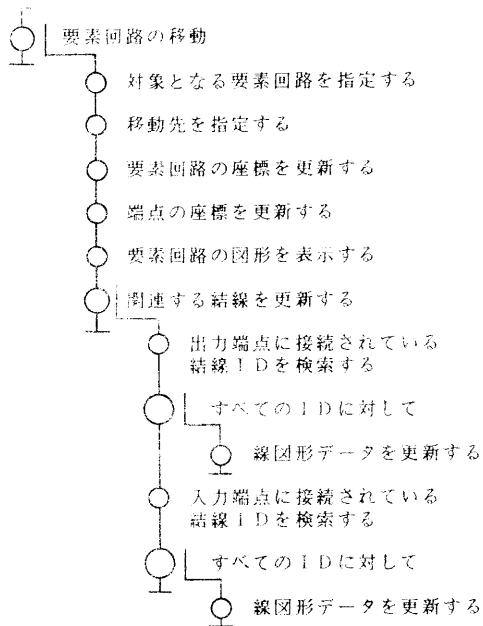 要素回路の移動
対象となる要素回路を指定する
移動先を指定する
要素回路の座標を更新する
端点の座標を更新する
要素回路の図形を表示する
関連する結線を更新する
出力端点に接続されている
結線IDを検索する
すべてのIDに対して
線図形データを更新する
入力端点に接続されている
結線IDを検索する
すべてのIDに対して
線図形データを更新する